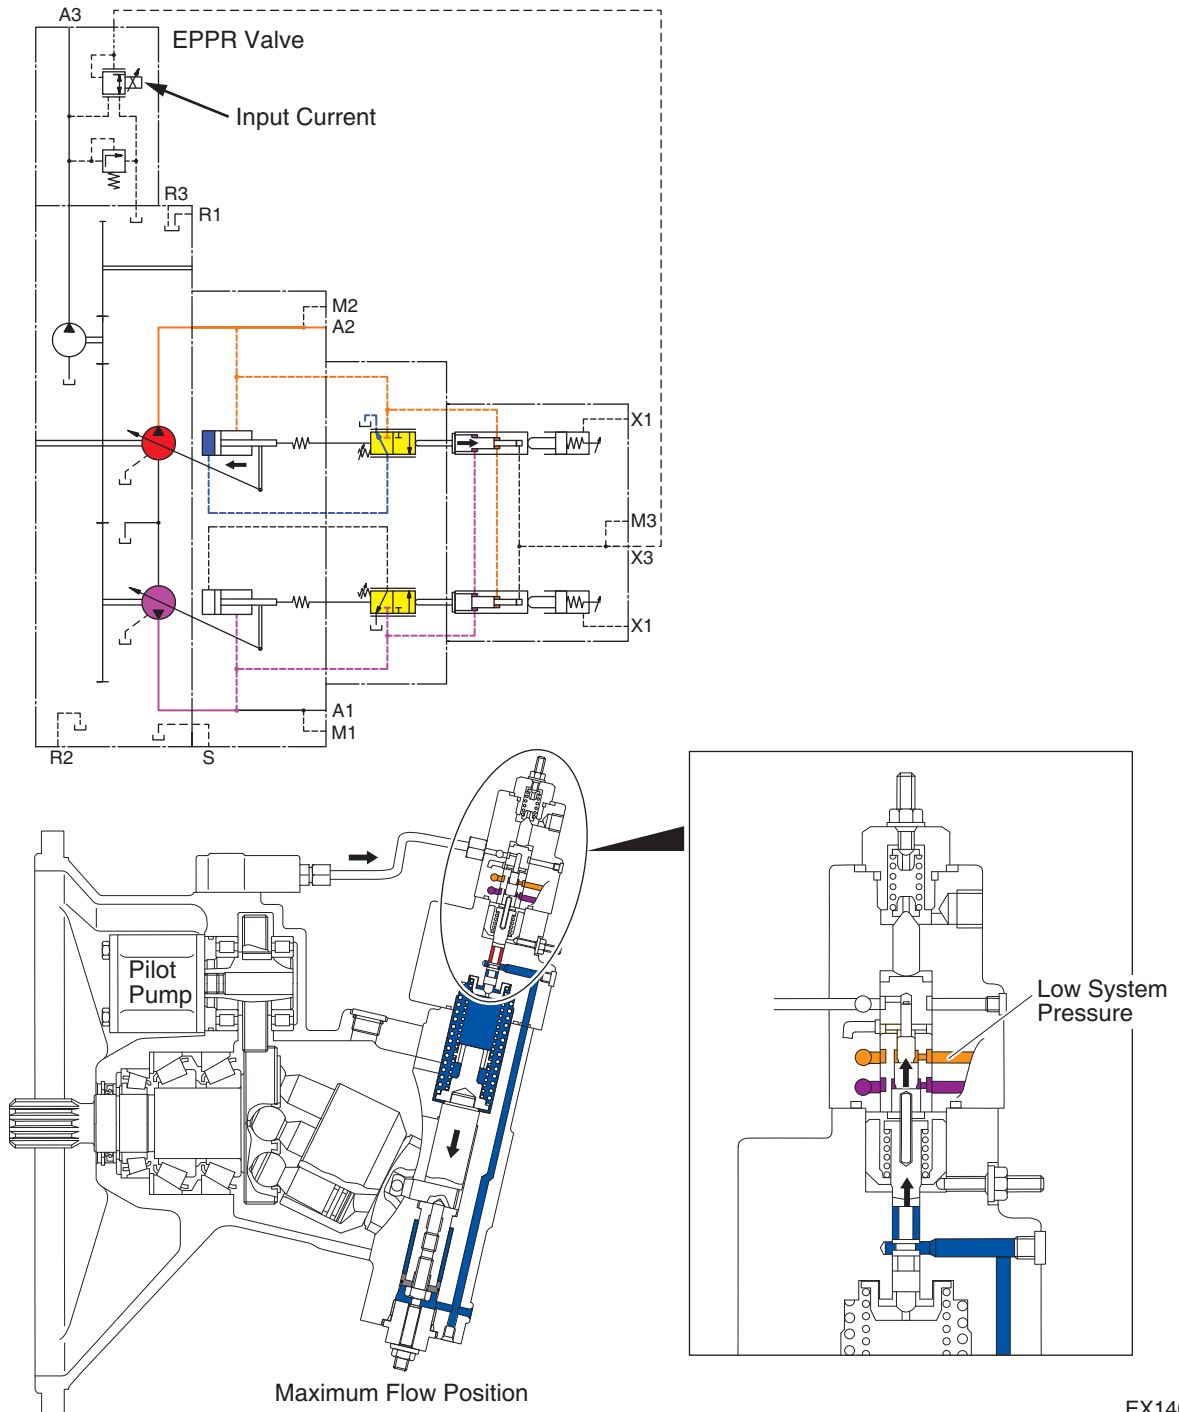 A3
EPPR Valve
Input Current
R3
R1
M2
A2
X1
M3
X3
X1
A1
M1
R2
S
Pilot
Pump
Low System
Pressure
Maximum Flow Position